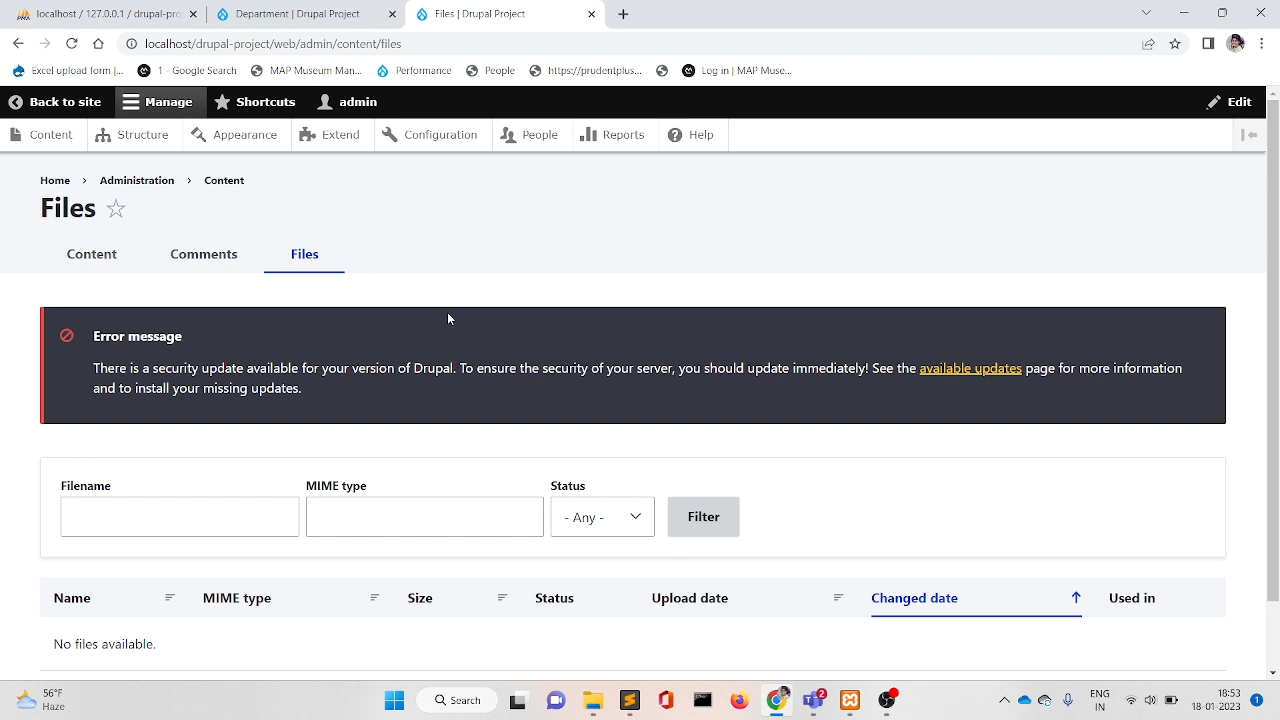 localhost / 127.0.0.1 / drupal-pro
Department | Drupal Project
Files | Drupal Project
localhost/drupal-project/web/admin/content/files
Excel upload form |...
1 - Google Search
MAP Museum Man...
Performance
People
https://prudentplus...
Log in | MAP Muse...
Back to site
Manage
Shortcuts
admin
Edit
Content
Structure
Appearance
Extend
Configuration
People
Reports
Help
Home › Administration › Content
Files
Content
Comments
Files
Error message
There is a security update available for your version of Drupal. To ensure the security of your server, you should update immediately! See the available updates page for more information
and to install your missing updates.
Filename
MIME type
Status
- Any -
Filter
Name
MIME type
Size
Status
Upload date
Changed date
Used in
No files available.
56°F
Haze
Search
2
ENG
IN
18:53
18-01-2023
1